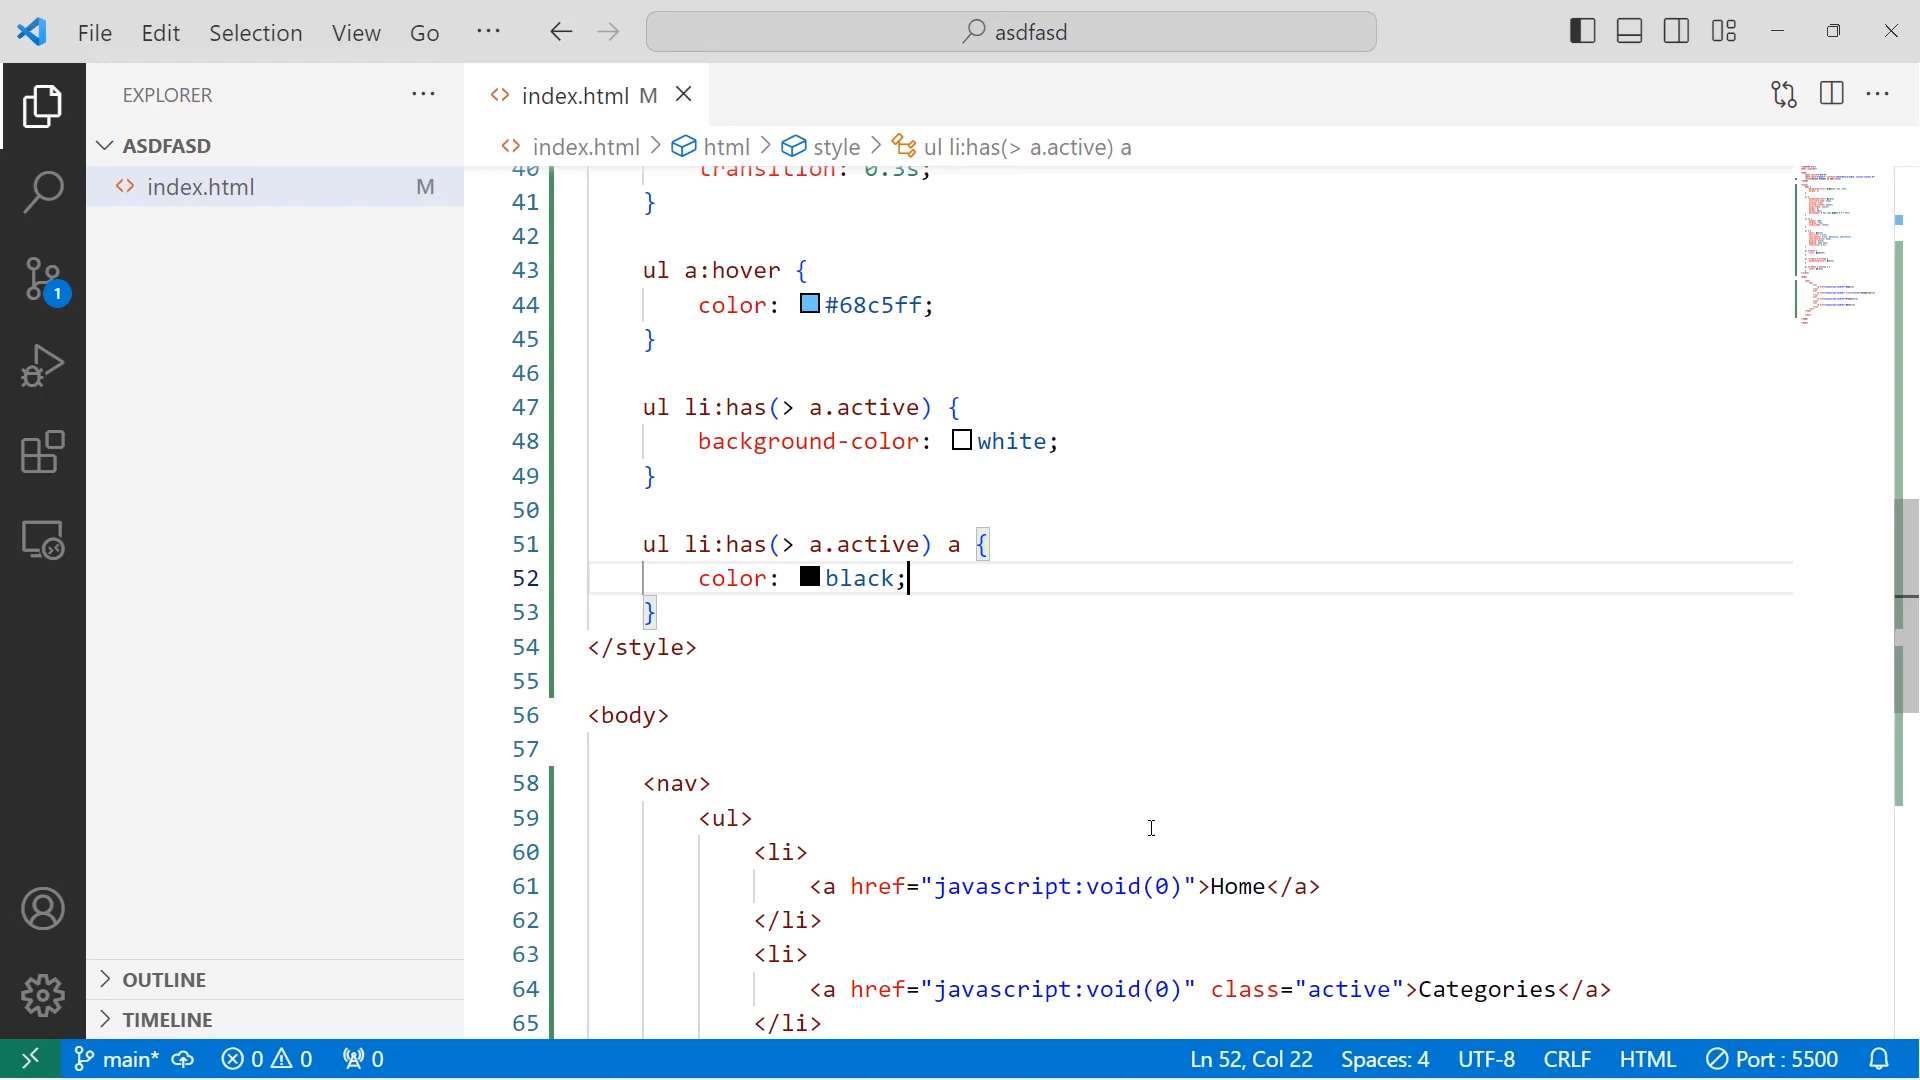 File Edit Selection View Go ··· asdfasd
EXPLORER ···
ASDFASD
index.html M
1
index.html M
index.html > html > style > ul li:has(> a.active) a
40 transition: 0.3s;
41 }
42
43 ul a:hover {
44 color: #68c5ff;
45 }
46
47 ul li:has(> a.active) {
48 background-color: white;
49 }
50
51 ul li:has(> a.active) a {
52 color: black;
53 }
54 </style>
55
56 <body>
57
58 <nav>
59 <ul>
60 <li>
61 <a href="javascript:void(0)">Home</a>
62 </li>
63 <li>
64 <a href="javascript:void(0)" class="active">Categories</a>
65 </li>
OUTLINE
TIMELINE
main* 0 0 0 Ln 52, Col 22 Spaces: 4 UTF-8 CRLF HTML Port : 5500